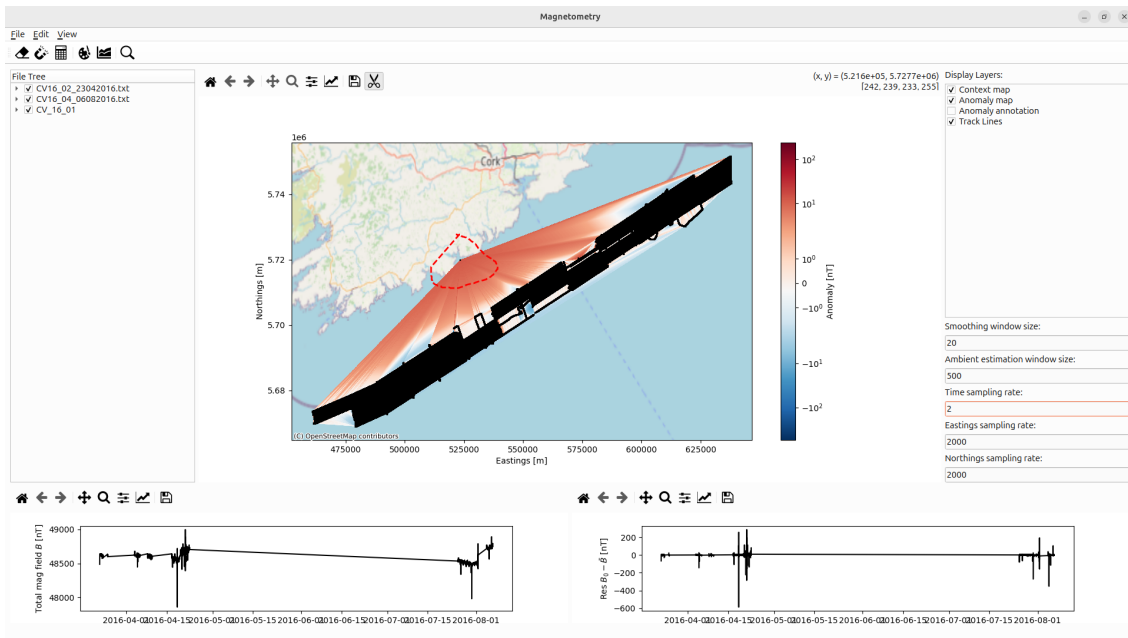 Magnetometry
File Edit View
File Tree
CV16_02_23042016.txt
CV16_04_06082016.txt
CV_16_01
(x, y) = (5.216e+05, 5.7277e+06)
[242, 239, 233, 255]
Display Layers:
Context map
Anomaly map
Anomaly annotation
Track Lines
1e6
Cork
5.74
5.72
5.70
5.68
Northings [m]
(C) OpenStreetMap contributors
475000 500000 525000 550000 575000 600000 625000
Eastings [m]
10²
10¹
10⁰
0
−10⁰
−10¹
−10²
Anomaly [nT]
Smoothing window size:
20
Ambient estimation window size:
500
Time sampling rate:
2
Eastings sampling rate:
2000
Northings sampling rate:
2000
Total mag field B [nT]
49000
48500
48000
2016-04-01 2016-04-15 2016-05-01 2016-05-15 2016-06-01 2016-06-15 2016-07-01 2016-07-15 2016-08-01
Res B₀ − B̄ [nT]
200
0
−200
−400
−600
2016-04-01 2016-04-15 2016-05-01 2016-05-15 2016-06-01 2016-06-15 2016-07-01 2016-07-15 2016-08-01